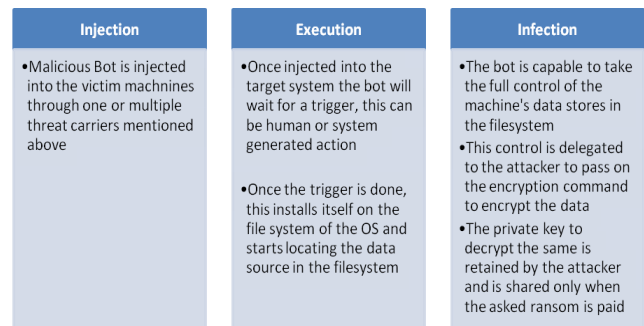 Injection
•Malicious Bot is injected
into the victim machnines
through one or multiple
threat carriers mentioned
above
Execution
•Once injected into the
target system the bot will
wait for a trigger, this can
be human or system
generated action
•Once the trigger is done,
this installs itself on the
file system of the OS and
starts locating the data
source in the filesystem
Infection
•The bot is capable to take
the full control of the
machine's data stores in
the filesystem
•This control is delegated
to the attacker to pass on
the encryption command
to encrypt the data
•The private key to
decrypt the same is
retained by the attacker
and is shared only when
the asked ransom is paid